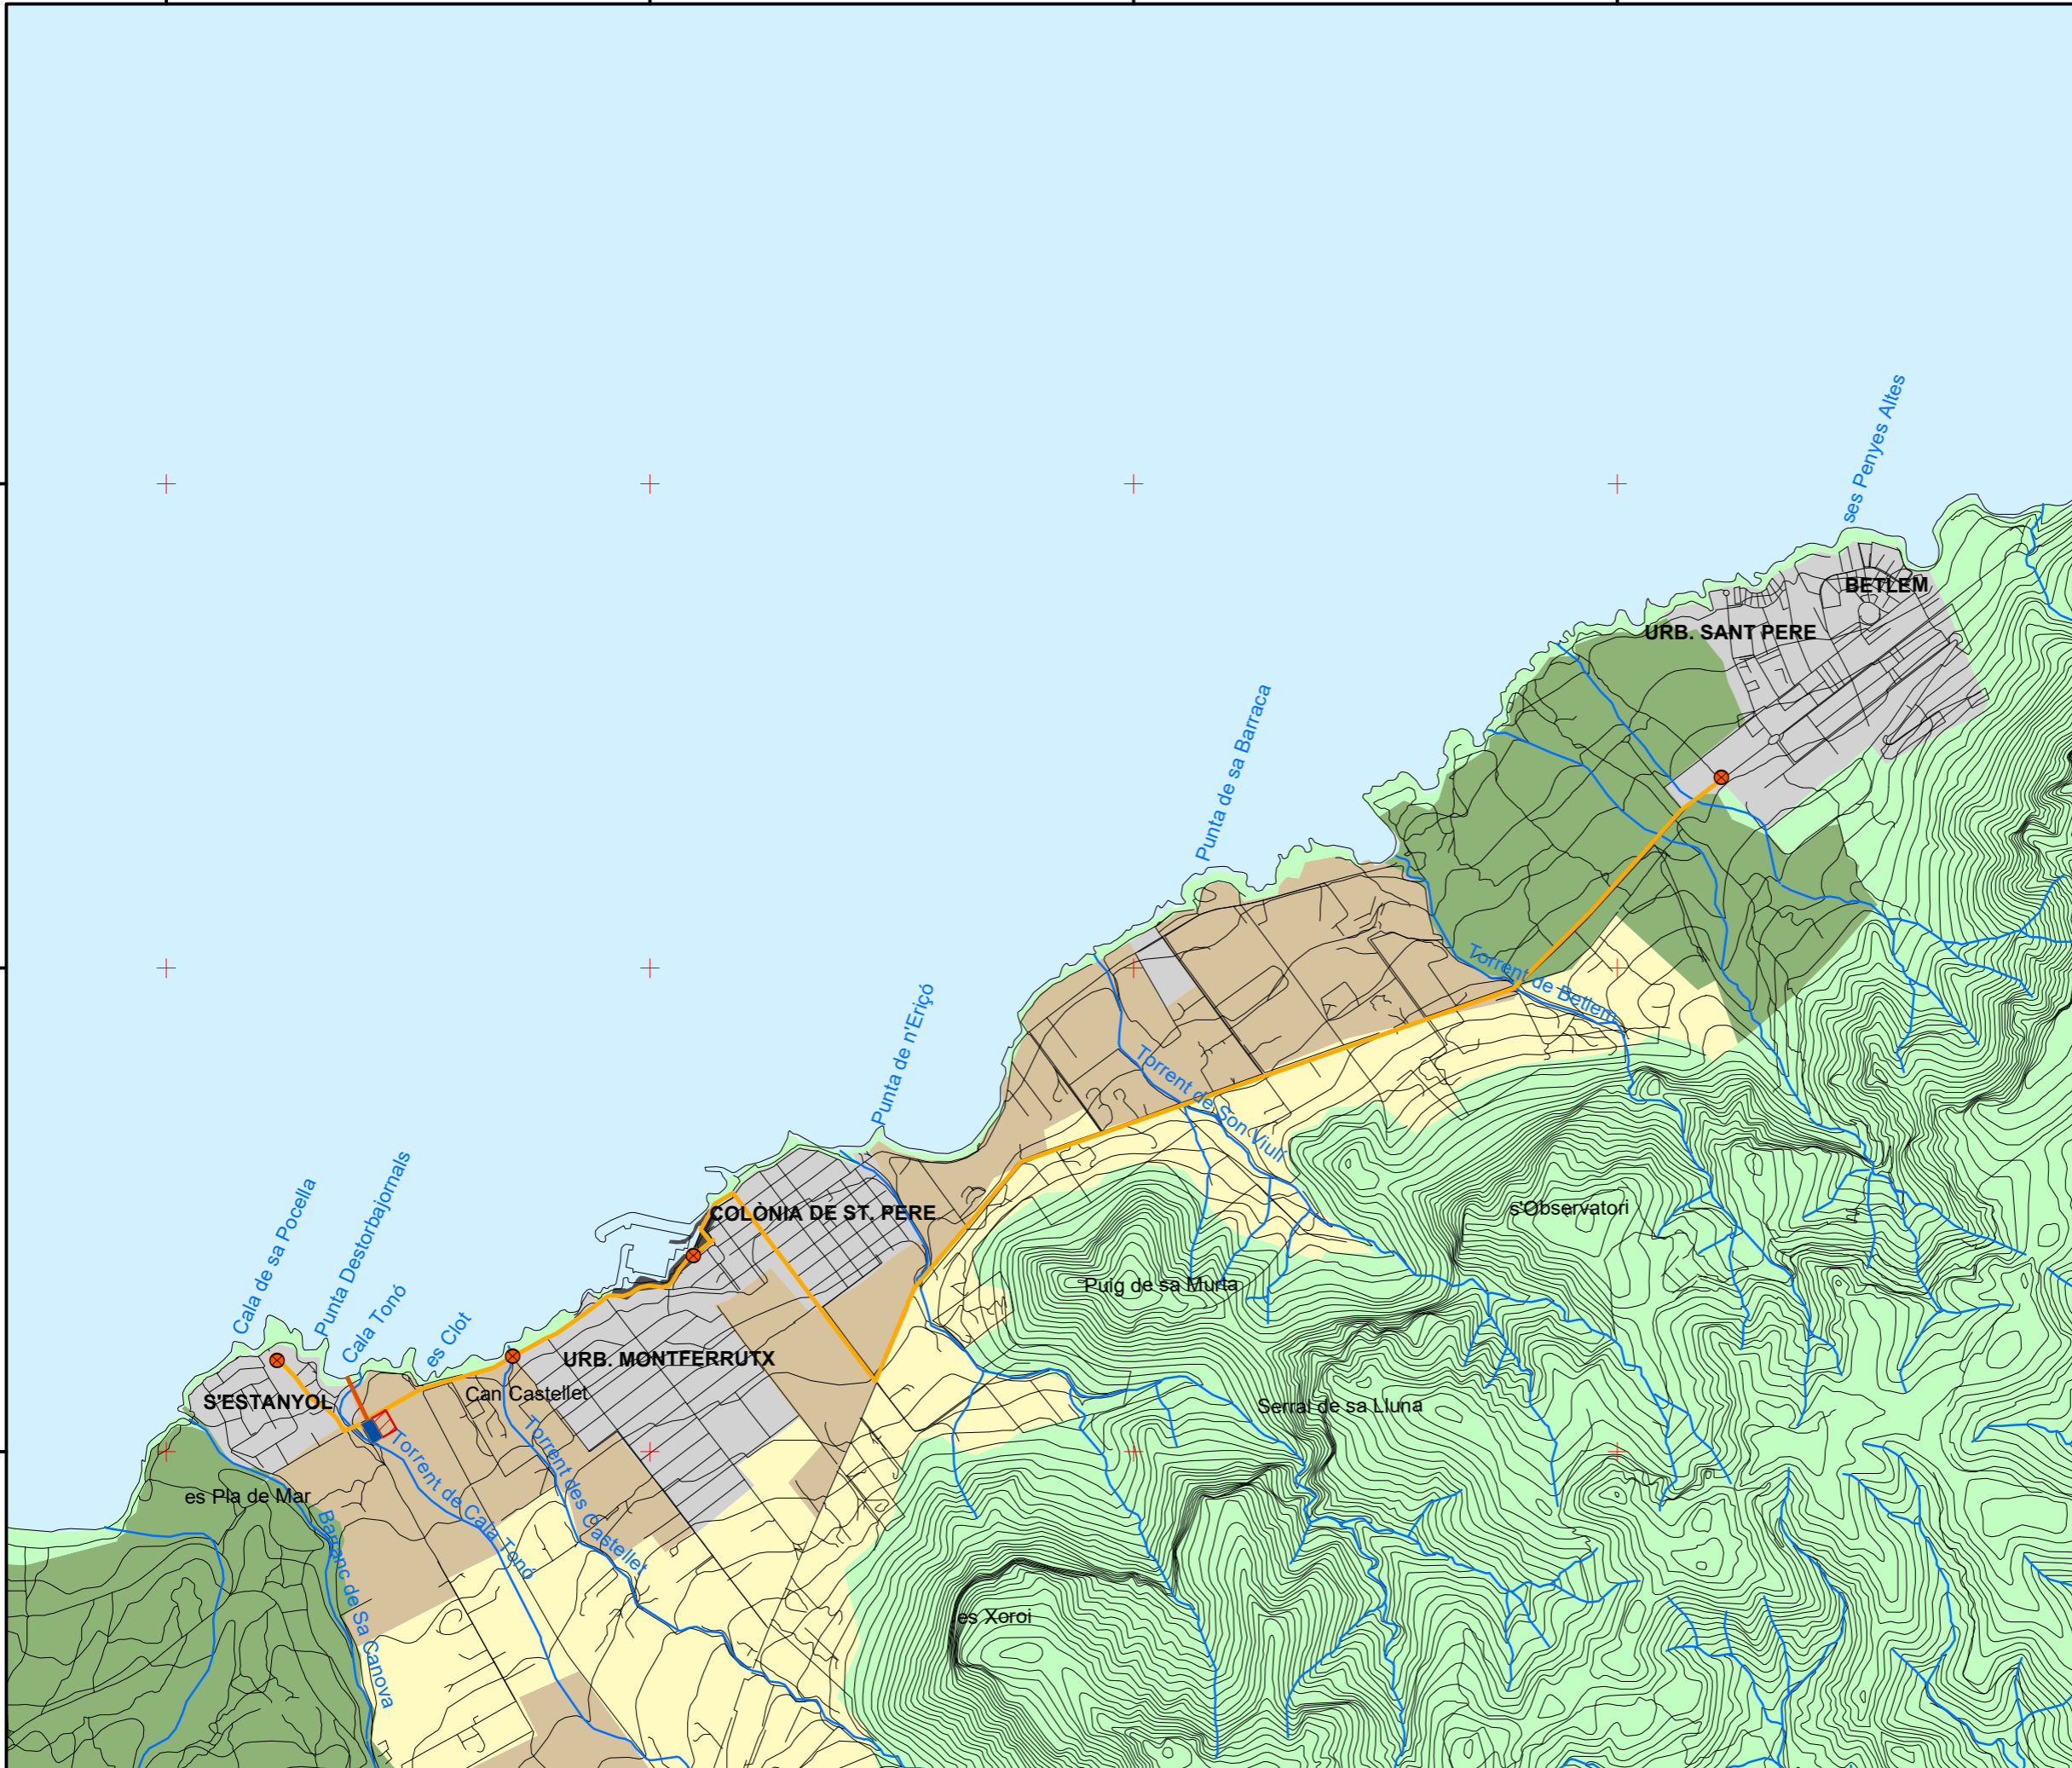 ses Penyes Altes
BETLEM
URB. SANT PERE
Punta de sa Barraca
Torrent de Betlem
Punta de n'Eriçó
Torrent de Son Viulí
Cala de sa Pocella
Punta Destorbajornals
Cala Tonó
es Clot
COLÒNIA DE ST. PERE
s'Observatori
Puig de sa Murta
URB. MONTFERRUTX
S'ESTANYOL
Can Castellet
Serral de sa Lluna
Torrent de Cala Tonó
Torrent des Castellet
es Pla de Mar
Barranc de Sa Canova
es Xoroi